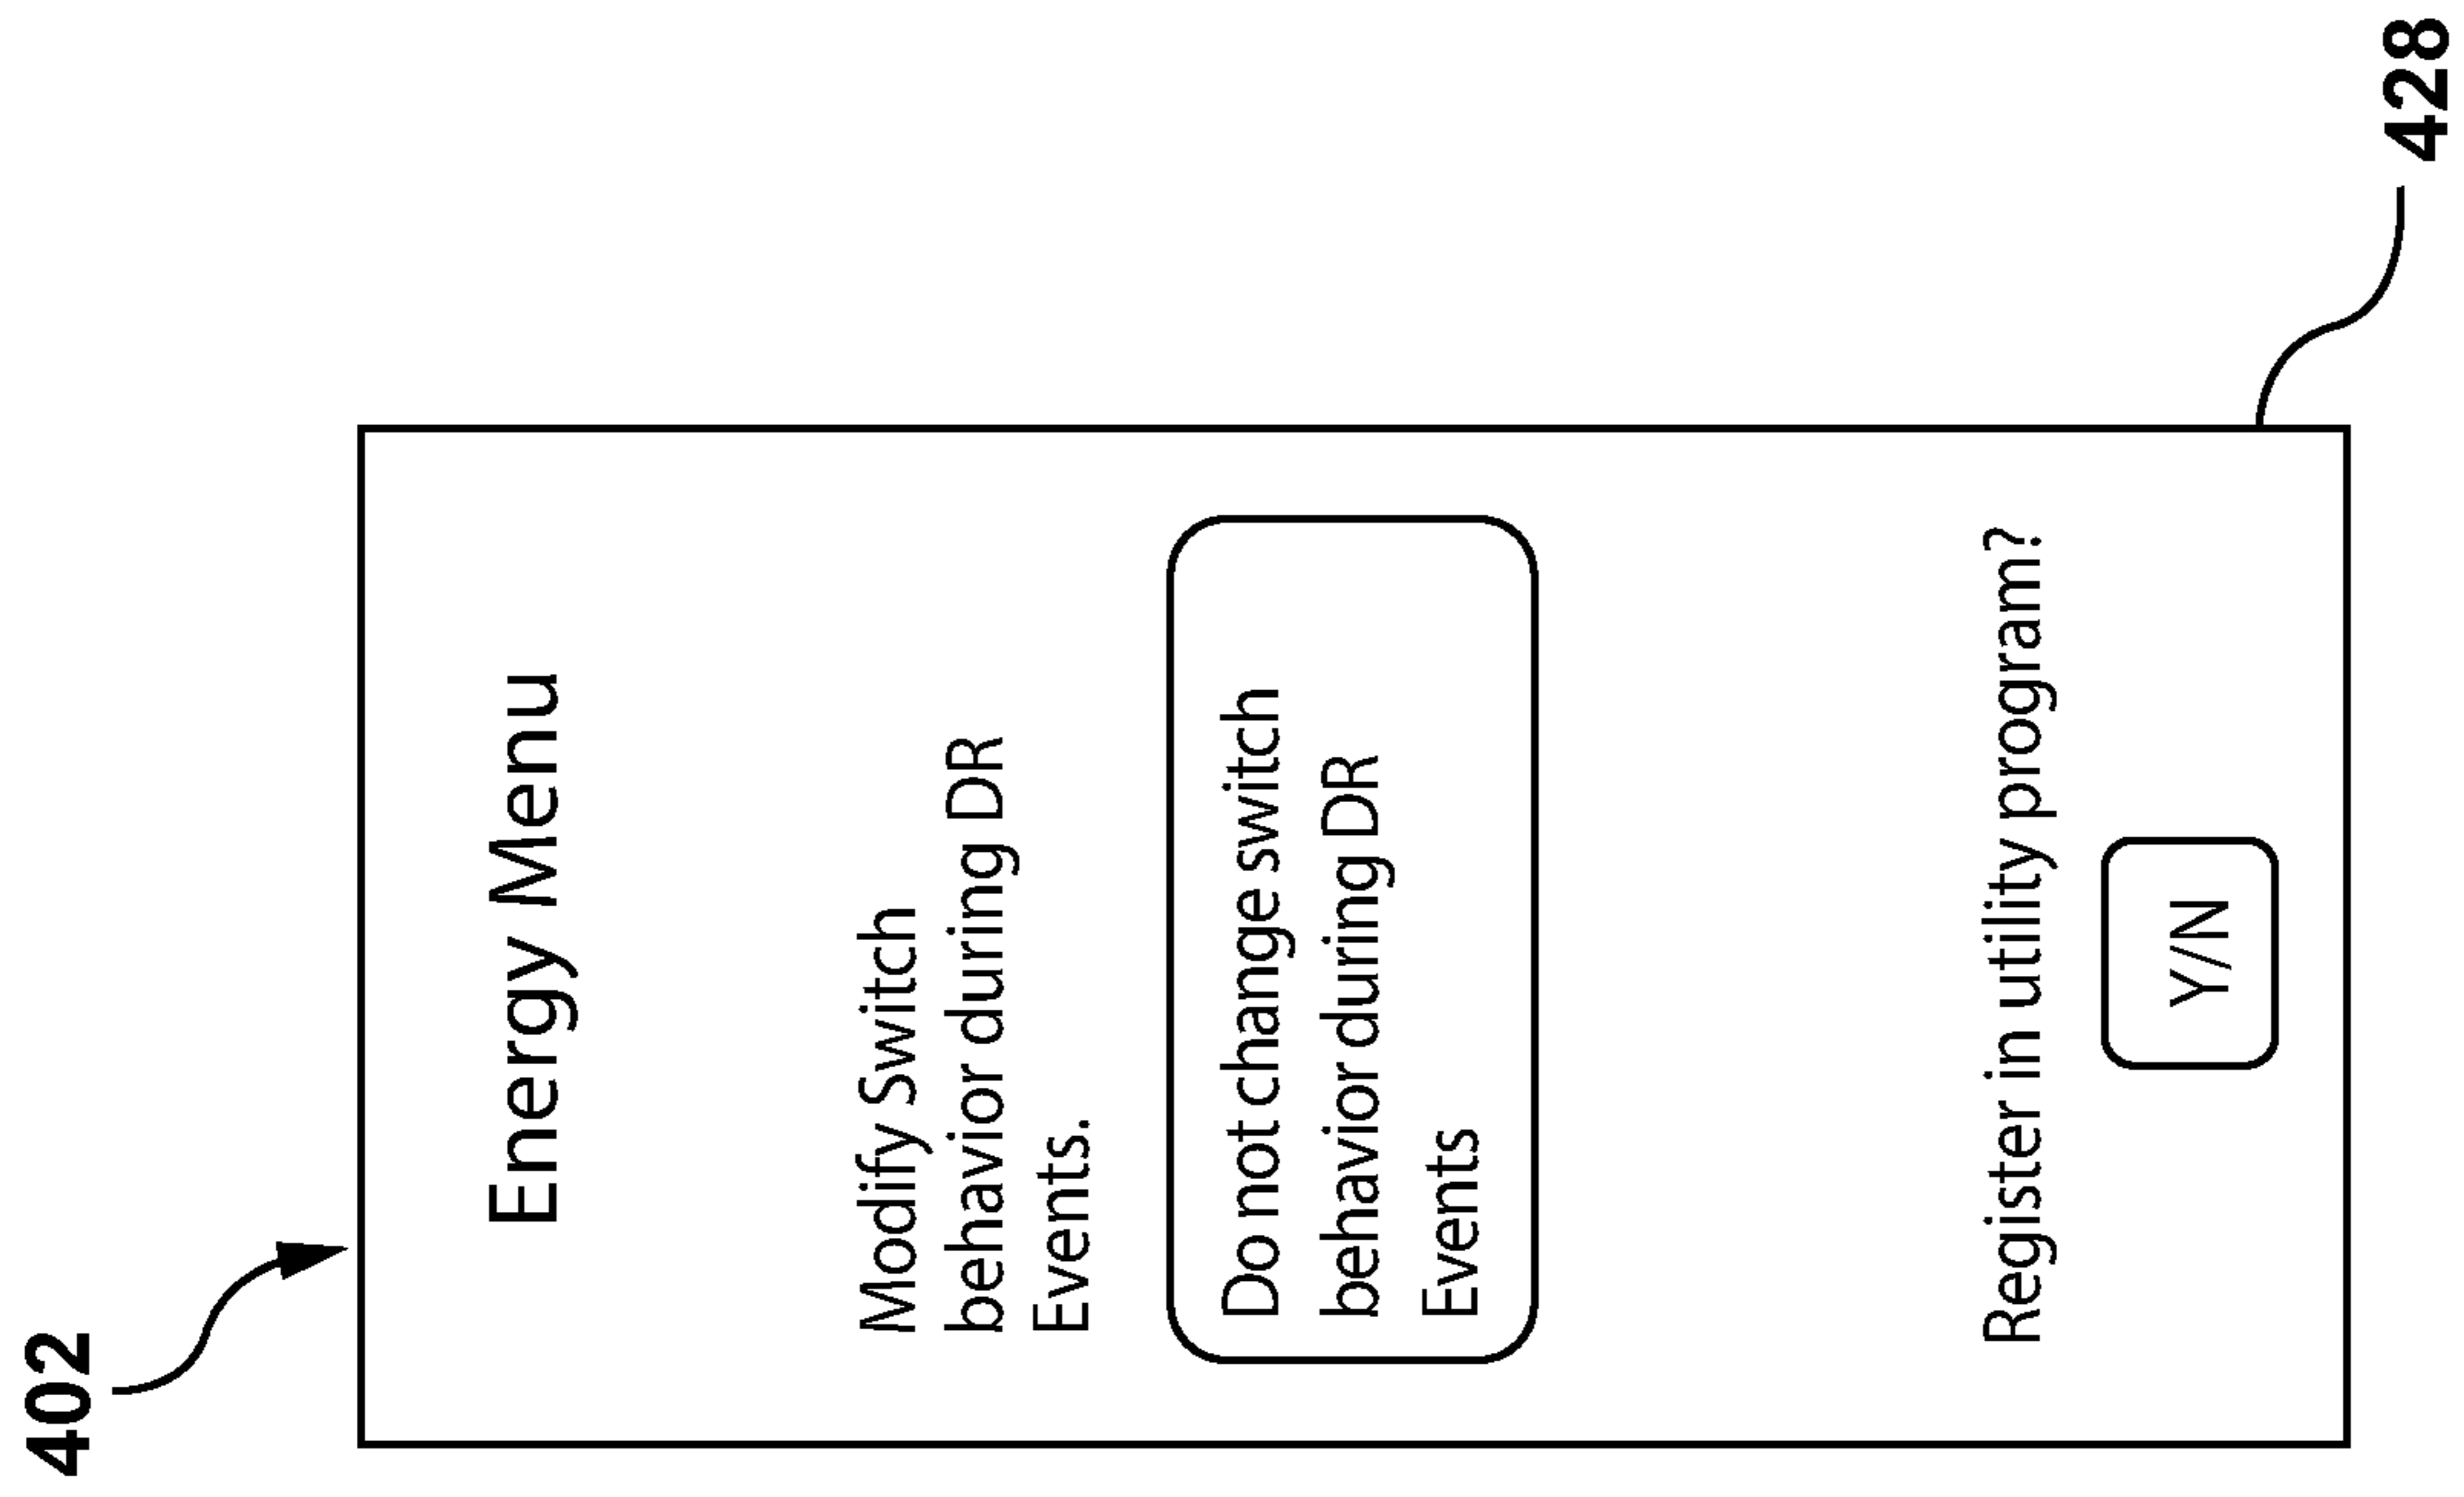 402
Energy Menu
Modify Switch
behavior during DR
Events.
Do not change switch
behavior during DR
Events
Register in utility program?
Y/N
428